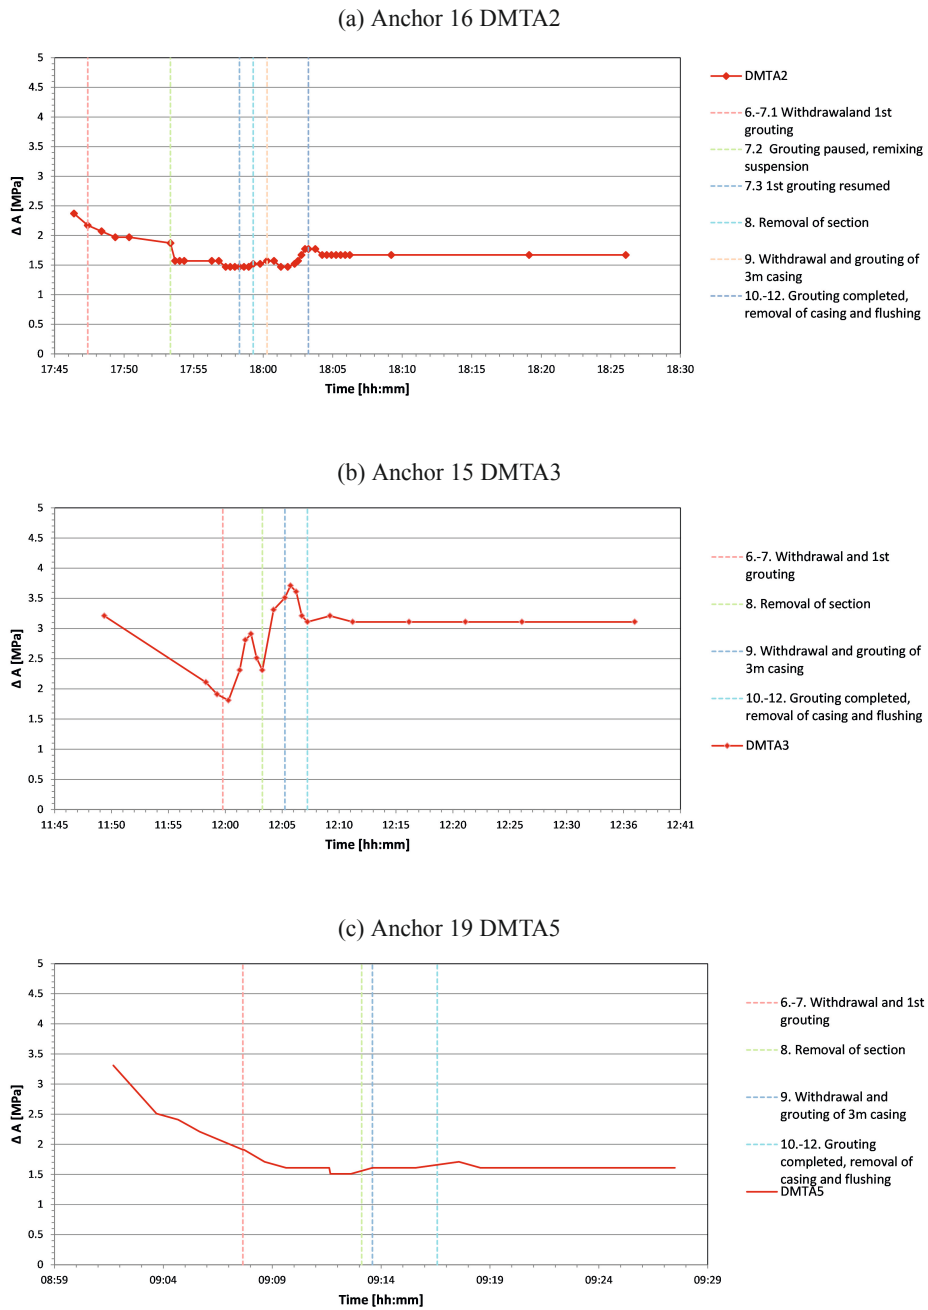 (a) Anchor 16 DMTA2
5
4.5
4
3.5
3
2.5
2
1.5
1
0.5
0
Δ A [MPa]
17:45 17:50 17:55 18:00 18:05 18:10 18:15 18:20 18:25 18:30
Time [hh:mm]
DMTA2
6.-7.1 Withdrawaland 1st
grouting
7.2 Grouting paused, remixing
suspension
7.3 1st grouting resumed
8. Removal of section
9. Withdrawal and grouting of
3m casing
10.-12. Grouting completed,
removal of casing and flushing
(b) Anchor 15 DMTA3
5
4.5
4
3.5
3
2.5
2
1.5
1
0.5
0
Δ A [MPa]
11:45 11:50 11:55 12:00 12:05 12:10 12:15 12:20 12:25 12:30 12:36 12:41
Time [hh:mm]
6.-7. Withdrawal and 1st
grouting
8. Removal of section
9. Withdrawal and grouting of
3m casing
10.-12. Grouting completed,
removal of casing and flushing
DMTA3
(c) Anchor 19 DMTA5
5
4.5
4
3.5
3
2.5
2
1.5
1
0.5
0
Δ A [MPa]
08:59 09:04 09:09 09:14 09:19 09:24 09:29
Time [hh:mm]
6.-7. Withdrawal and 1st
grouting
8. Removal of section
9. Withdrawal and
grouting of 3m casing
10.-12. Grouting
completed, removal of
casing and flushing
DMTA5